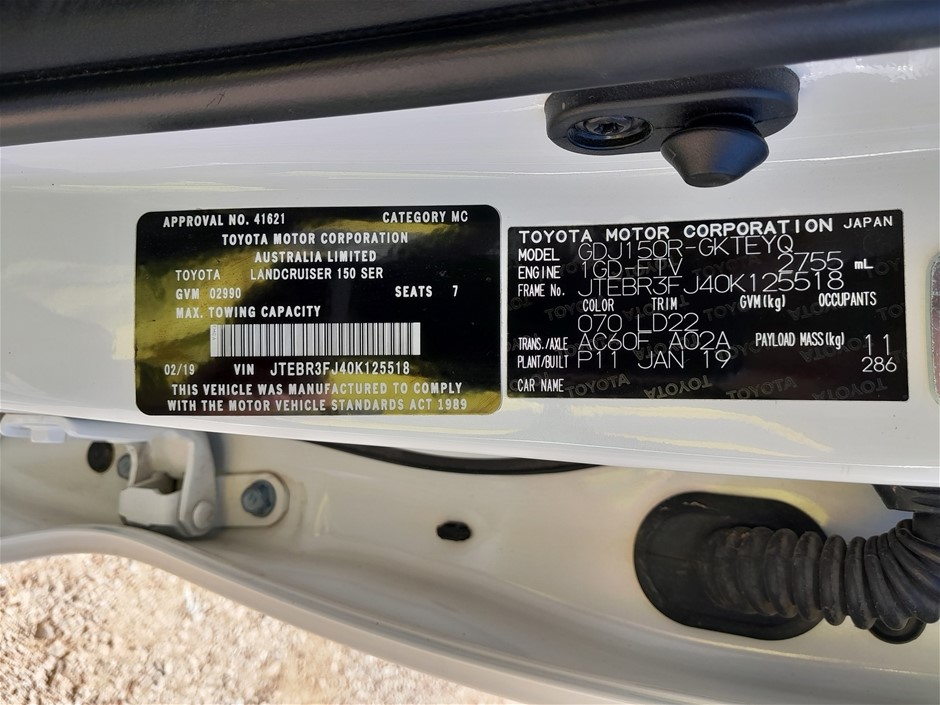 APPROVAL NO. 41621 CATEGORY MC
TOYOTA MOTOR CORPORATION
AUSTRALIA LIMITED
TOYOTA LANDCRUISER 150 SER
GVM 02990 SEATS 7
MAX. TOWING CAPACITY
02/19 VIN JTEBR3FJ40K125518
THIS VEHICLE WAS MANUFACTURED TO COMPLY
WITH THE MOTOR VEHICLE STANDARDS ACT 1989
TOYOTA MOTOR CORPORATION JAPAN
MODEL GDJ150R-GKTEYQ
ENGINE 1GD-FTV 2755 mL
FRAME No. JTEBR3FJ40K125518
COLOR TRIM GVM(kg) OCCUPANTS
070 LD22
TRANS./AXLE AC60F A02A PAYLOAD MASS(kg) 11
PLANT/BUILT P11 JAN 19 286
CAR NAME